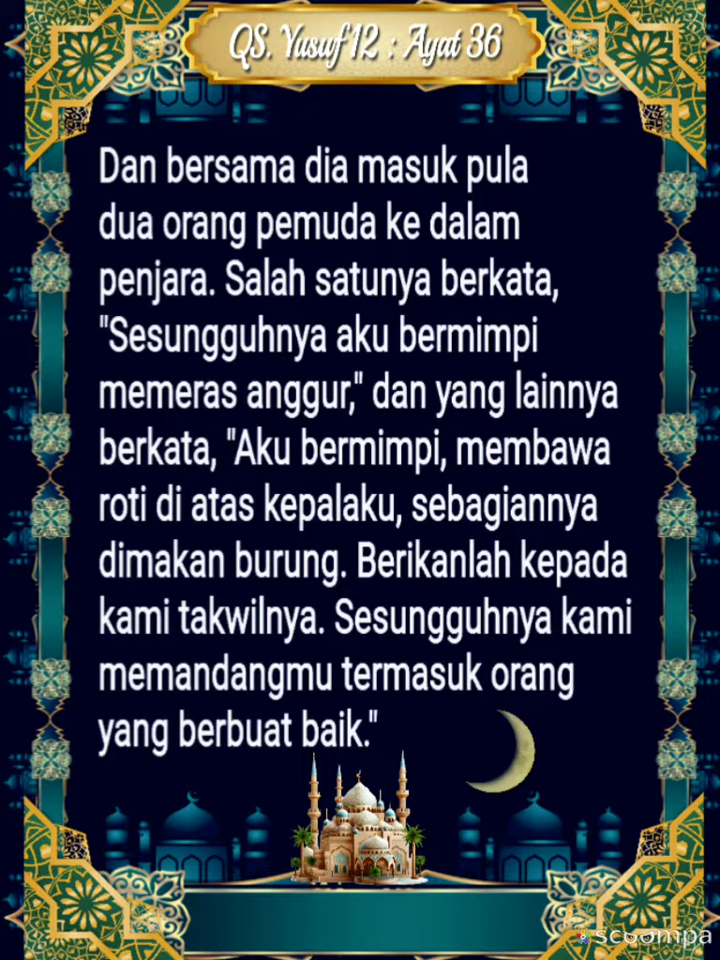 QS. Yusuf 12 : Ayat 36
Dan bersama dia masuk pula
dua orang pemuda ke dalam
penjara. Salah satunya berkata,
"Sesungguhnya aku bermimpi
memeras anggur," dan yang lainnya
berkata, "Aku bermimpi, membawa
roti di atas kepalaku, sebagiannya
dimakan burung. Berikanlah kepada
kami takwilnya. Sesungguhnya kami
memandangmu termasuk orang
yang berbuat baik."
scoompa